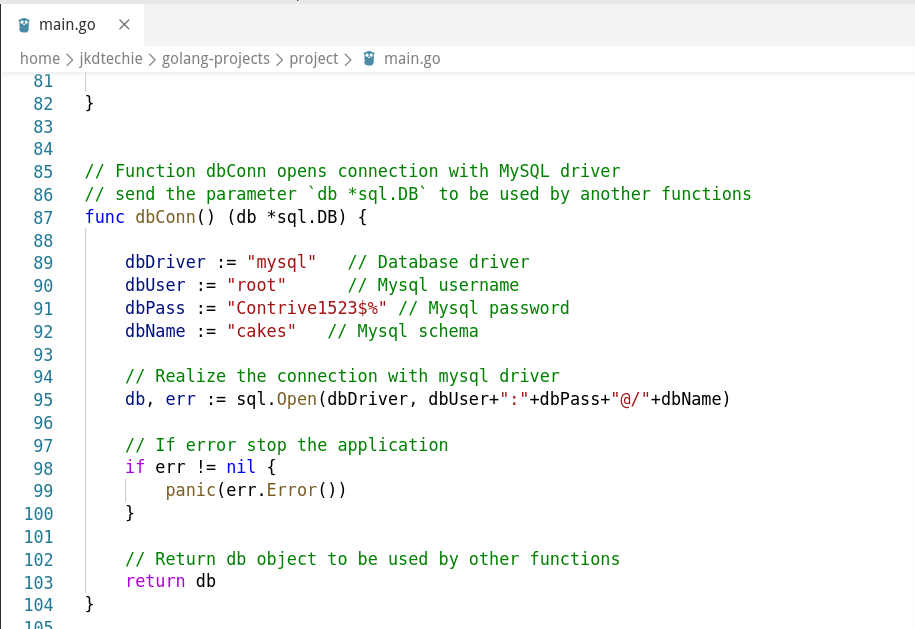 main.go ×
home > jkdtechie > golang-projects > project > main.go
81
82 }
83
84
85 // Function dbConn opens connection with MySQL driver
86 // send the parameter `db *sql.DB` to be used by another functions
87 func dbConn() (db *sql.DB) {
88
89     dbDriver := "mysql"   // Database driver
90     dbUser := "root"      // Mysql username
91     dbPass := "Contrive1523$%" // Mysql password
92     dbName := "cakes"   // Mysql schema
93
94     // Realize the connection with mysql driver
95     db, err := sql.Open(dbDriver, dbUser+":"+dbPass+"@/"+dbName)
96
97     // If error stop the application
98     if err != nil {
99         panic(err.Error())
100     }
101
102     // Return db object to be used by other functions
103     return db
104 }
105